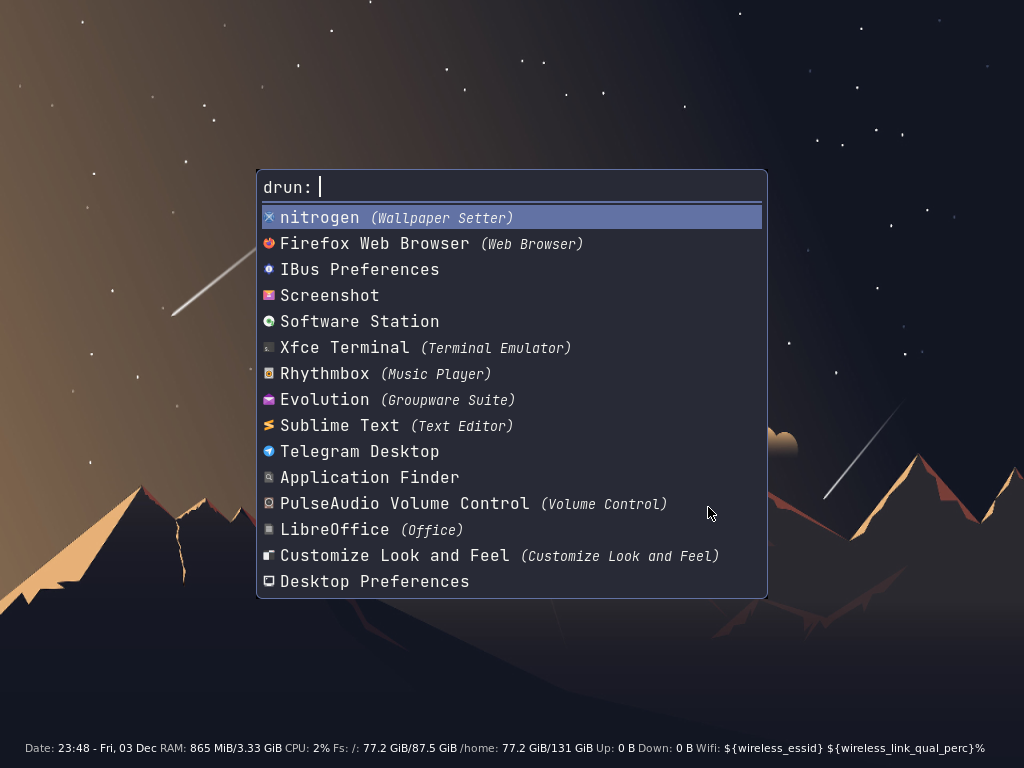 drun:
nitrogen (Wallpaper Setter)
Firefox Web Browser (Web Browser)
IBus Preferences
Screenshot
Software Station
Xfce Terminal (Terminal Emulator)
Rhythmbox (Music Player)
Evolution (Groupware Suite)
Sublime Text (Text Editor)
Telegram Desktop
Application Finder
PulseAudio Volume Control (Volume Control)
LibreOffice (Office)
Customize Look and Feel (Customize Look and Feel)
Desktop Preferences
Date: 23:48 - Fri, 03 Dec RAM: 865 MiB/3.33 GiB CPU: 2% Fs: /: 77.2 GiB/87.5 GiB /home: 77.2 GiB/131 GiB Up: 0 B Down: 0 B Wifi: ${wireless_essid} ${wireless_link_qual_perc}%